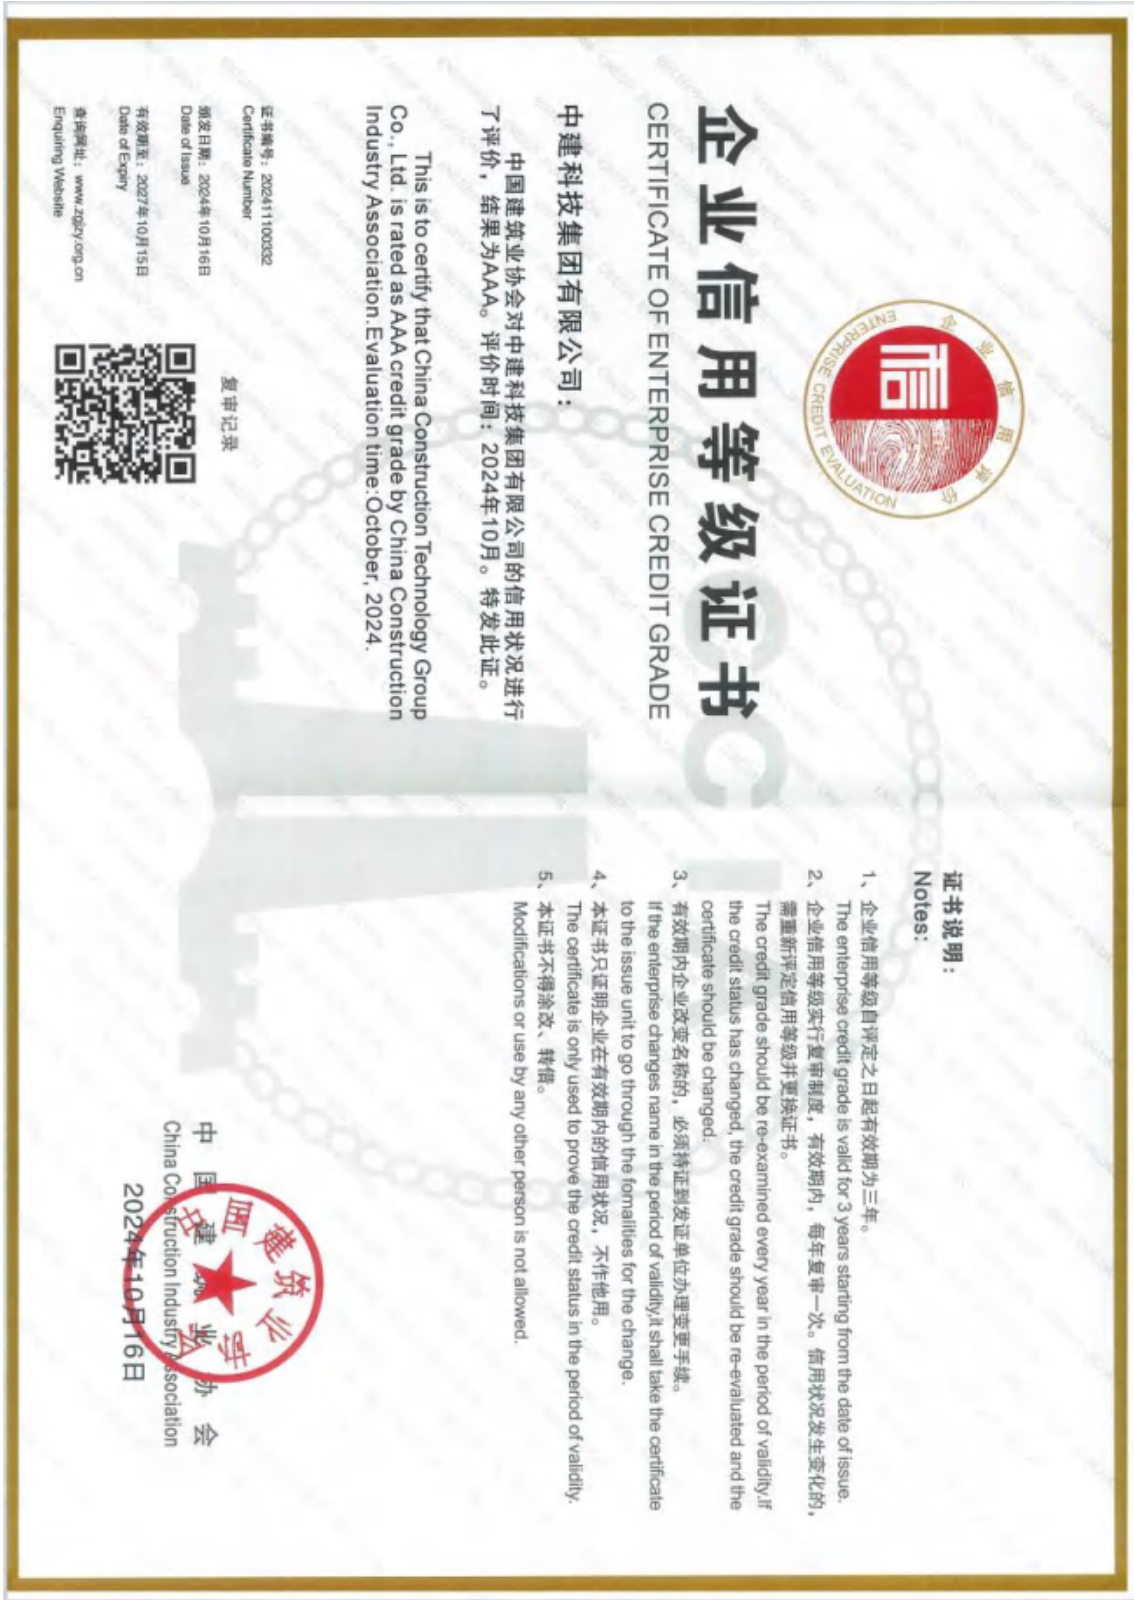 企业信用评价
ENTERPRISE CREDIT EVALUATION
信
企业信用等级证书
CERTIFICATE OF ENTERPRISE CREDIT GRADE
中建科技集团有限公司：
中国建筑业协会对中建科技集团有限公司的信用状况进行
了评价，结果为AAA。评价时间：2024年10月。特发此证。
This is to certify that China Construction Technology Group
Co., Ltd. is rated as AAA credit grade by China Construction
Industry Association.Evaluation time:October, 2024.
证书编号：202411100332
Certificate Number
颁发日期：2024年10月16日
Date of Issue
有效期至：2027年10月15日
Date of Expiry
查询网址：www.zgjzy.org.cn
Enquiring Website
复审记录
CCIA
证书说明：
Notes:
1、企业信用等级自评定之日起有效期为三年。
The enterprise credit grade is valid for 3 years starting from the date of issue.
2、企业信用等级实行复审制度，有效期内，每年复审一次。信用状况发生变化的，
需重新评定信用等级并更换证书。
The credit grade should be re-examined every year in the period of validity.If
the credit status has changed, the credit grade should be re-evaluated and the
certificate should be changed.
3、有效期内企业改变名称的，必须持证到发证单位办理变更手续。
If the enterprise changes name in the period of validity,it shall take the certificate
to the issue unit to go through the fomalities for the change.
4、本证书只证明企业在有效期内的信用状况，不作他用。
The certificate is only used to prove the credit status in the period of validity.
5、本证书不得涂改、转借。
Modifications or use by any other person is not allowed.
中国建筑业协会
China Construction Industry Association
2024年10月16日
中国建筑业协会